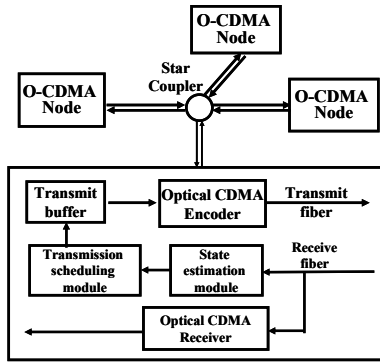 O-CDMA
Node
Star
Coupler
O-CDMA
Node
O-CDMA
Node
Transmit
buffer
Optical CDMA
Encoder
Transmit
fiber
Transmission
scheduling
module
State
estimation
module
Receive
fiber
Optical CDMA
Receiver